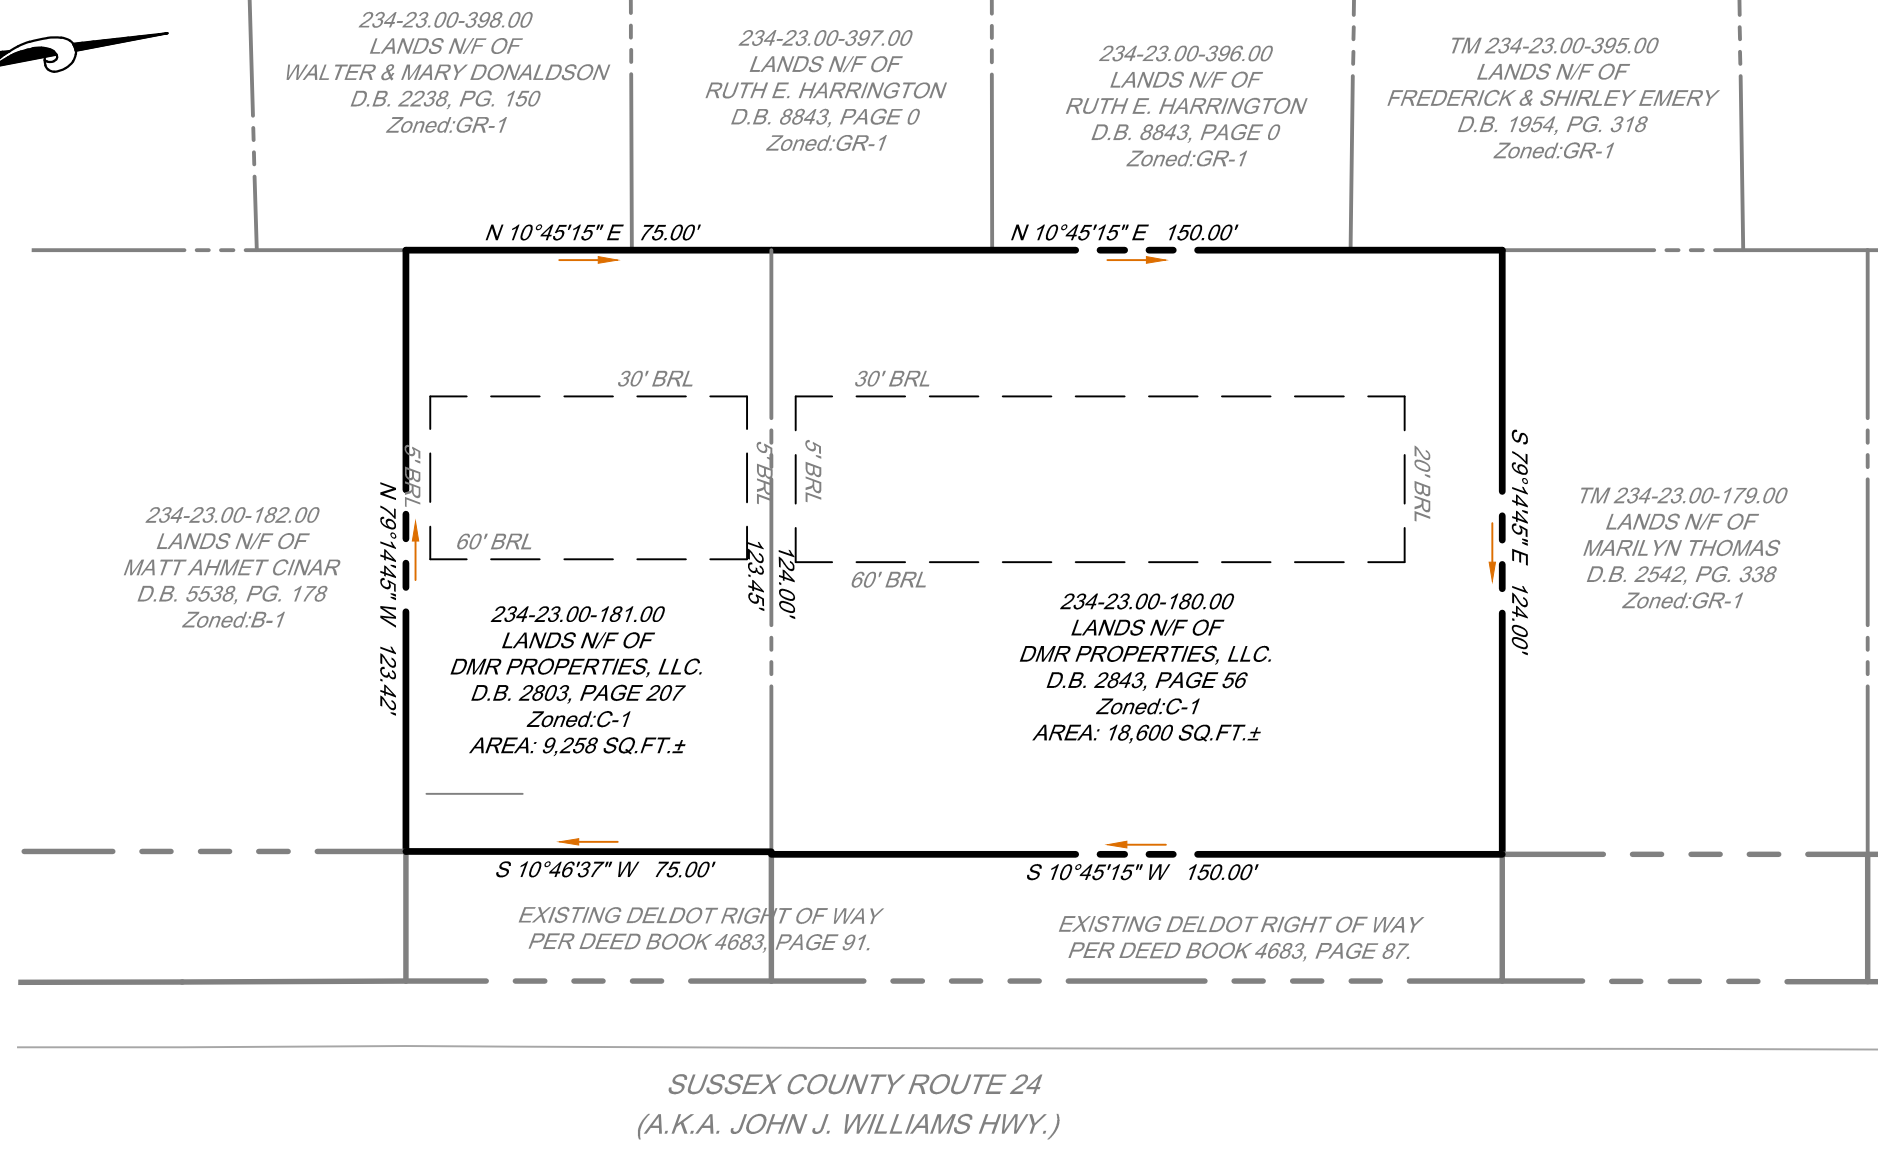 234-23.00-398.00
LANDS N/F OF
WALTER & MARY DONALDSON
D.B. 2238, PG. 150
Zoned:GR-1
234-23.00-397.00
LANDS N/F OF
RUTH E. HARRINGTON
D.B. 8843, PAGE 0
Zoned:GR-1
234-23.00-396.00
LANDS N/F OF
RUTH E. HARRINGTON
D.B. 8843, PAGE 0
Zoned:GR-1
TM 234-23.00-395.00
LANDS N/F OF
FREDERICK & SHIRLEY EMERY
D.B. 1954, PG. 318
Zoned:GR-1
N 10°45'15" E 75.00'
N 10°45'15" E 150.00'
30' BRL
30' BRL
5' BRL
5' BRL
5' BRL
20' BRL
60' BRL
60' BRL
N 79°14'45" W 123.42'
123.45'
124.00'
S 79°14'45" E 124.00'
234-23.00-182.00
LANDS N/F OF
MATT AHMET CINAR
D.B. 5538, PG. 178
Zoned:B-1
234-23.00-181.00
LANDS N/F OF
DMR PROPERTIES, LLC.
D.B. 2803, PAGE 207
Zoned:C-1
AREA: 9,258 SQ.FT.±
234-23.00-180.00
LANDS N/F OF
DMR PROPERTIES, LLC.
D.B. 2843, PAGE 56
Zoned:C-1
AREA: 18,600 SQ.FT.±
TM 234-23.00-179.00
LANDS N/F OF
MARILYN THOMAS
D.B. 2542, PG. 338
Zoned:GR-1
S 10°46'37" W 75.00'
S 10°45'15" W 150.00'
EXISTING DELDOT RIGHT OF WAY
PER DEED BOOK 4683, PAGE 91.
EXISTING DELDOT RIGHT OF WAY
PER DEED BOOK 4683, PAGE 87.
SUSSEX COUNTY ROUTE 24
(A.K.A. JOHN J. WILLIAMS HWY.)